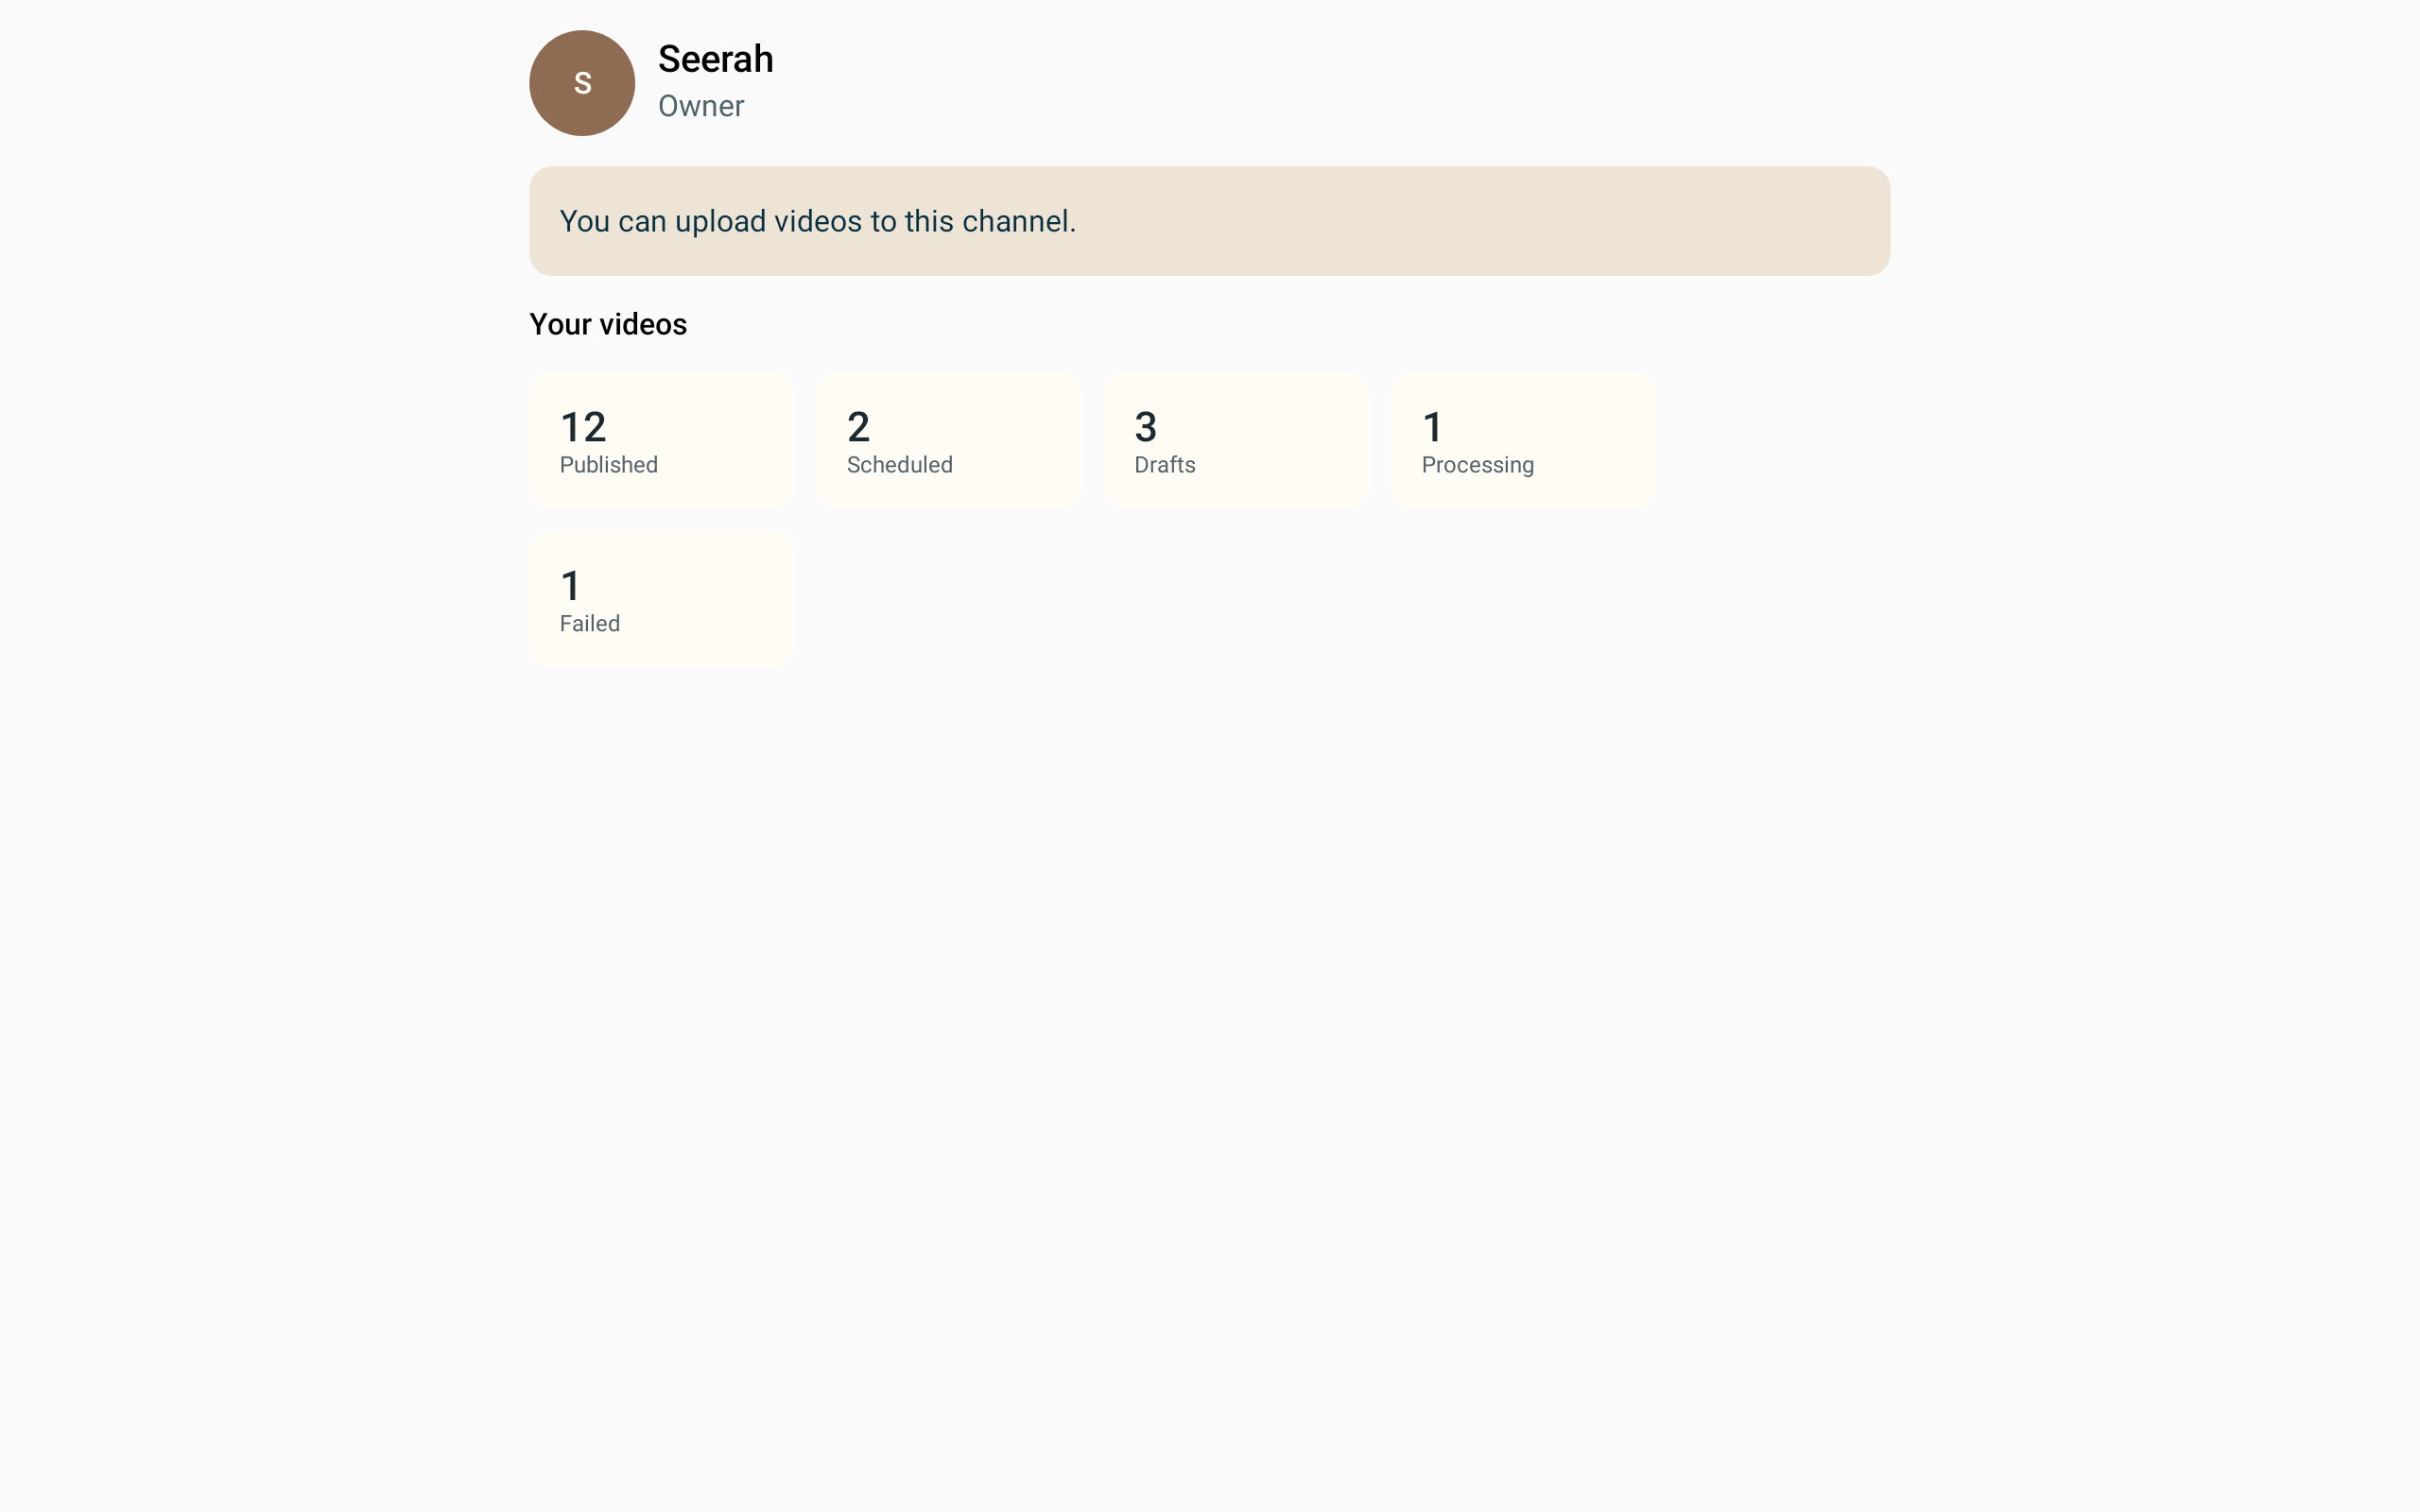 S
Seerah
Owner
You can upload videos to this channel.
Your videos
12
Published
2
Scheduled
3
Drafts
1
Processing
1
Failed